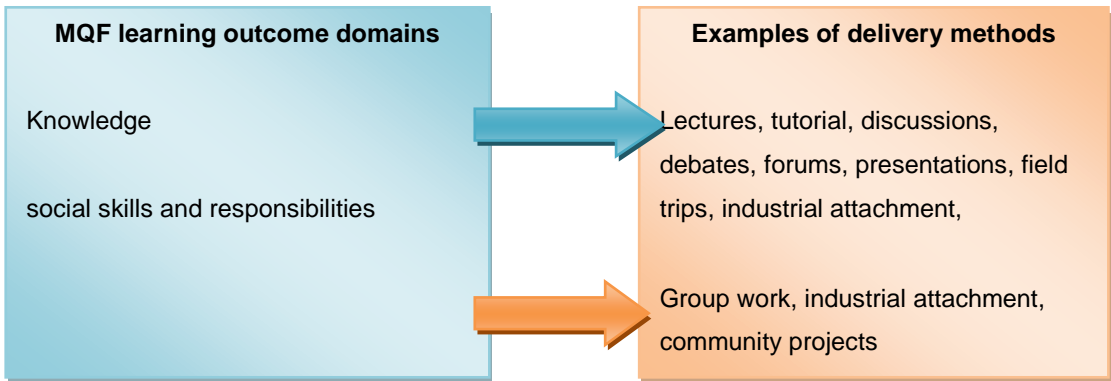 MQF learning outcome domains
Knowledge
social skills and responsibilities
Examples of delivery methods
Lectures, tutorial, discussions,
debates, forums, presentations, field
trips, industrial attachment,
Group work, industrial attachment,
community projects